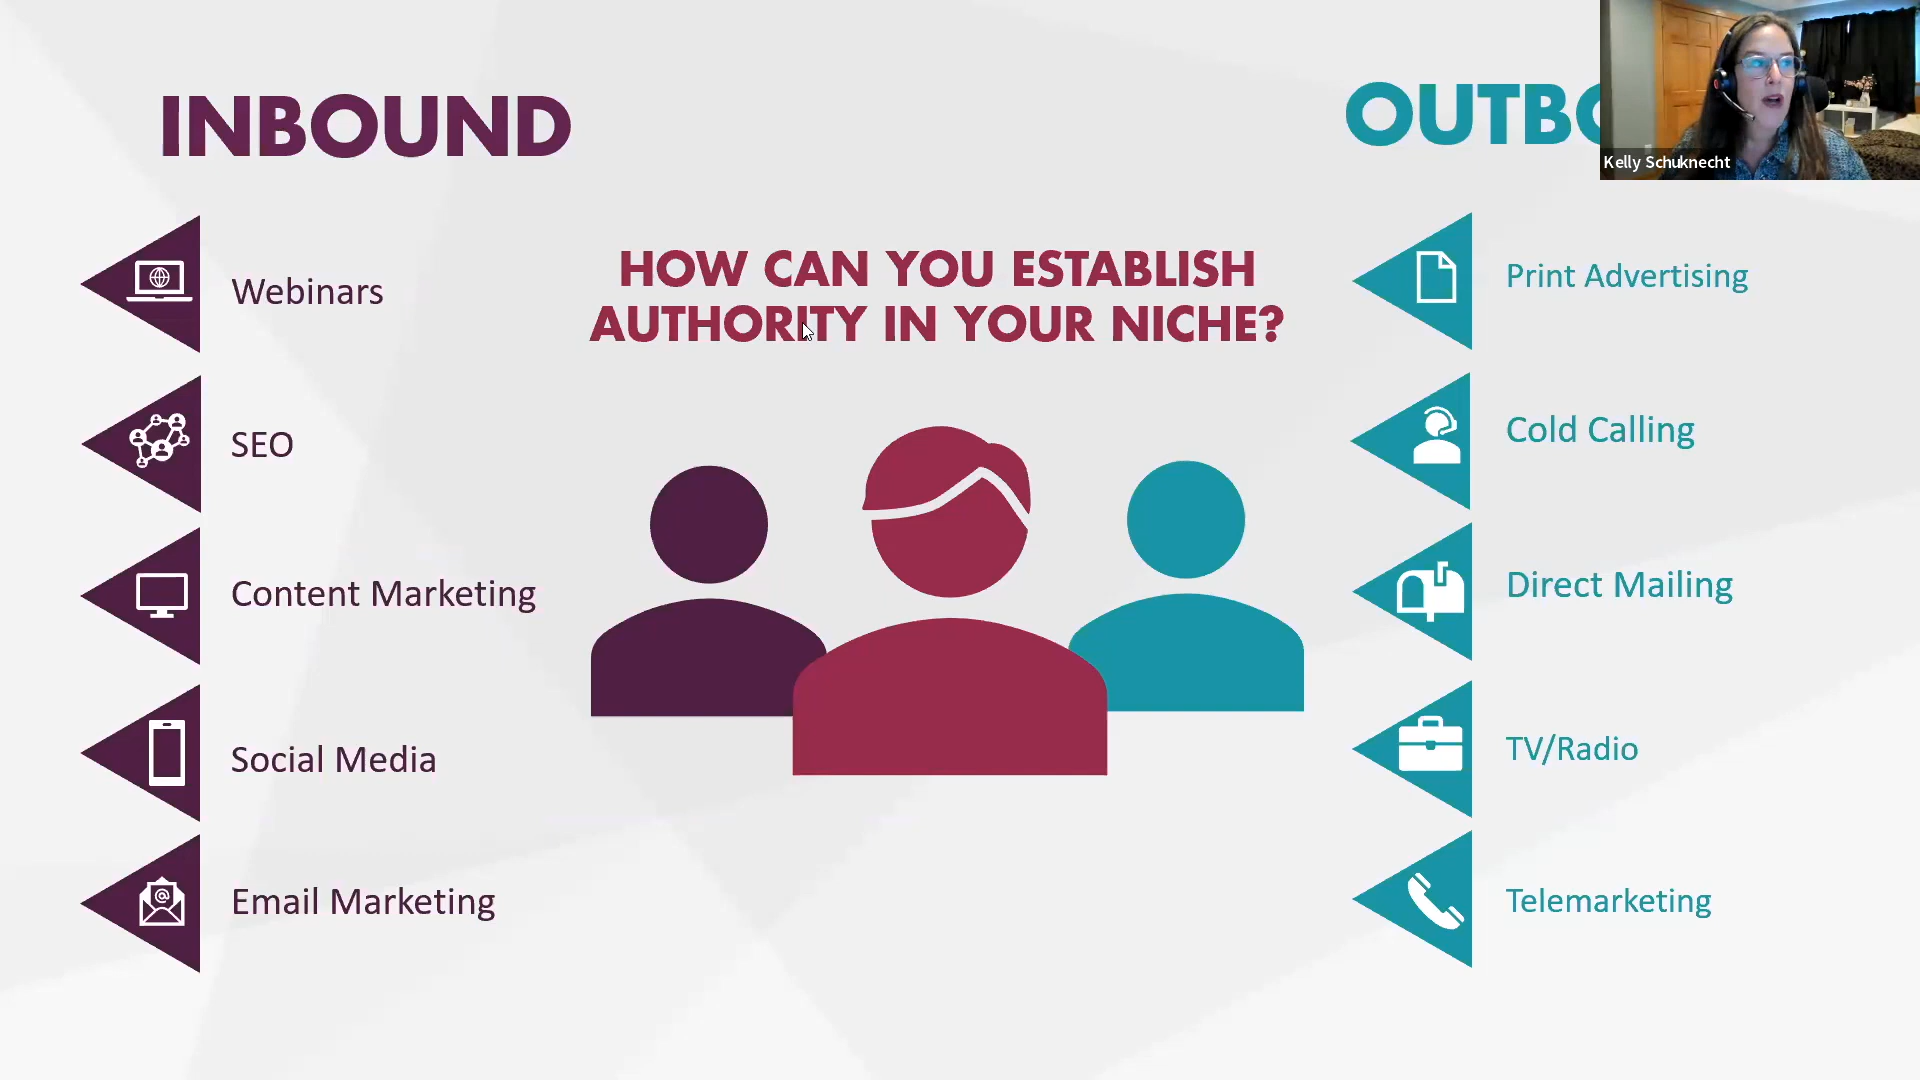 INBOUND
OUTBO
Kelly Schuknecht
HOW CAN YOU ESTABLISH
AUTHORITY IN YOUR NICHE?
Webinars
SEO
Content Marketing
Social Media
Email Marketing
Print Advertising
Cold Calling
Direct Mailing
TV/Radio
Telemarketing